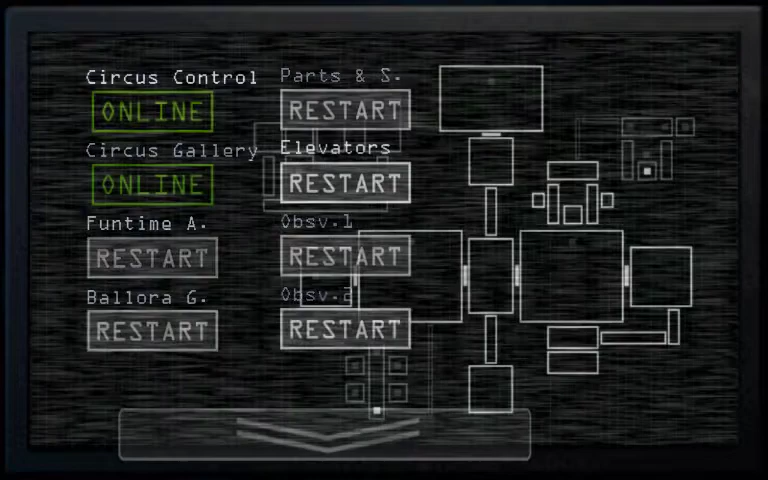 Circus Control
ONLINE
Circus Gallery
ONLINE
Funtime A.
RESTART
Ballora G.
RESTART
Parts & S.
RESTART
Elevators
RESTART
Obsv.1
RESTART
Obsv.2
RESTART